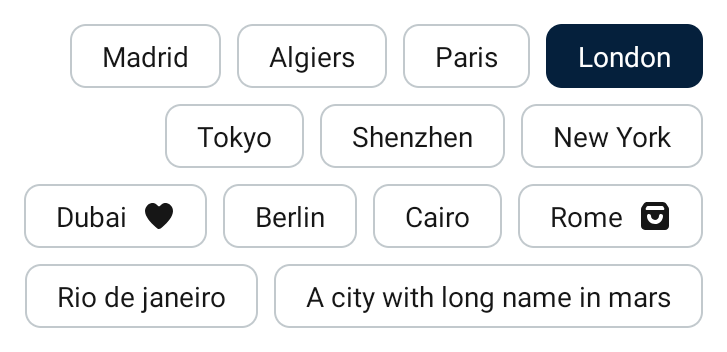 Madrid Algiers Paris London
Tokyo Shenzhen New York
Dubai Berlin Cairo Rome
Rio de janeiro A city with long name in mars